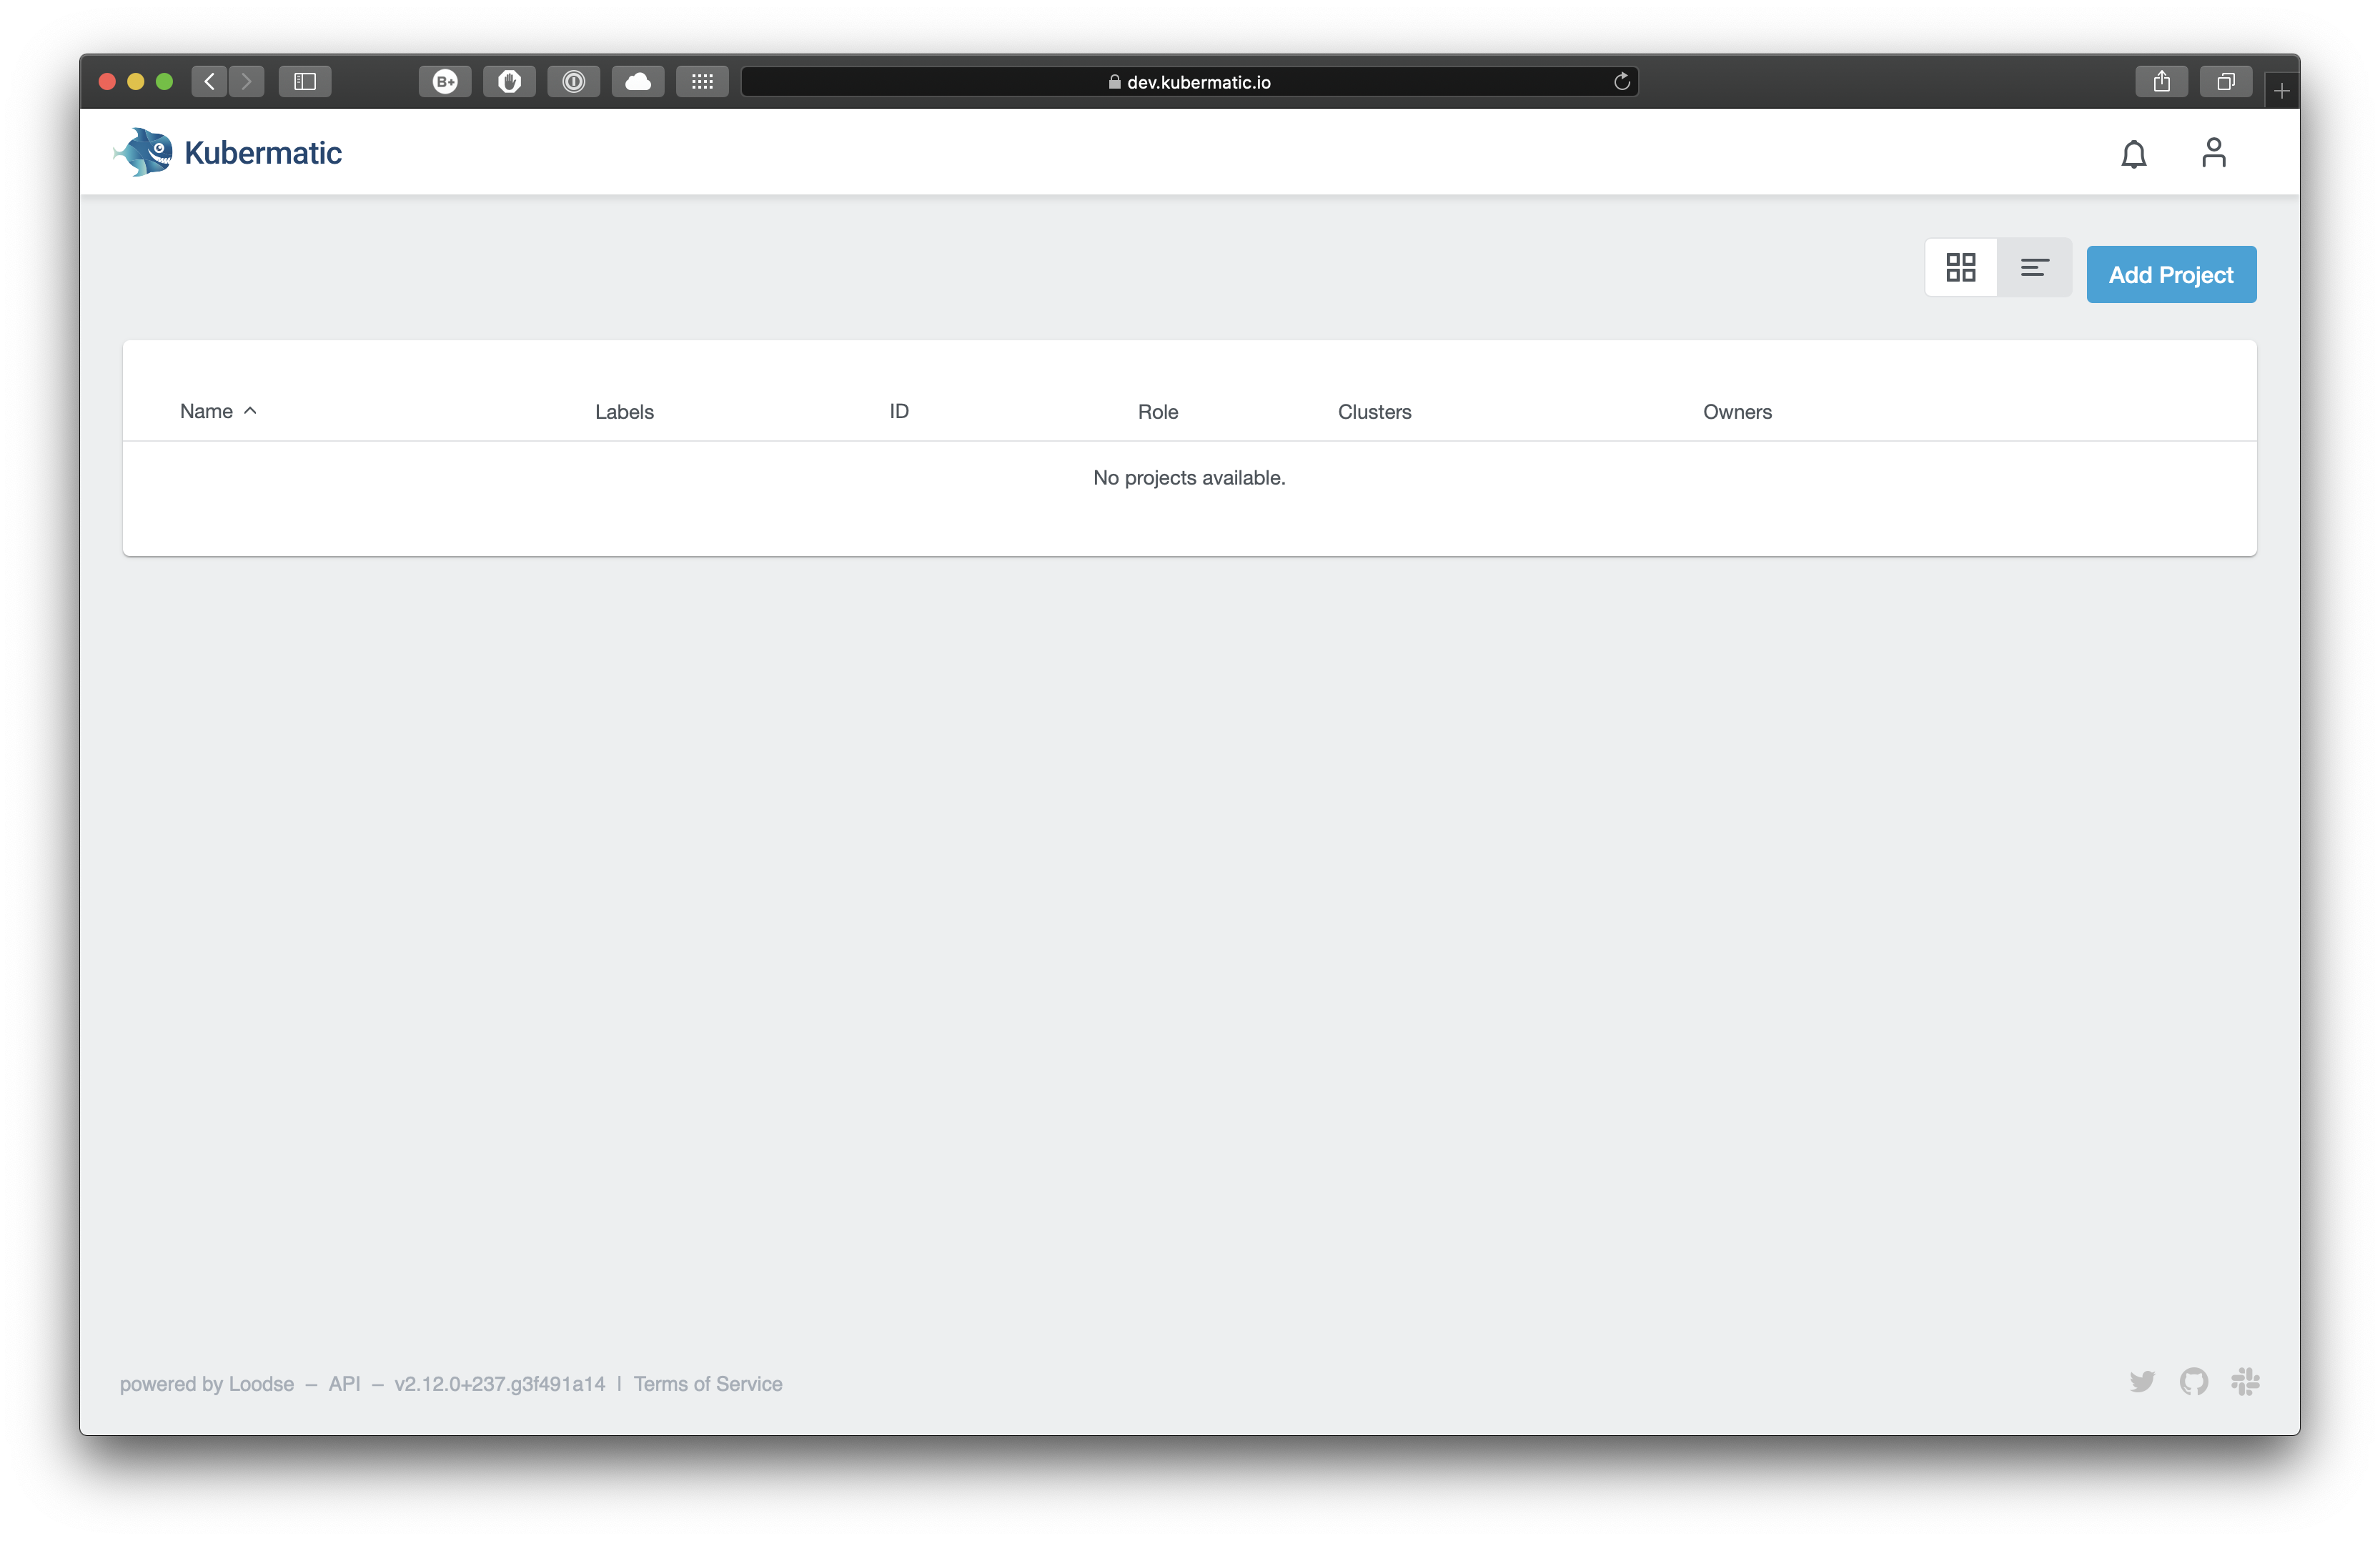 B+
dev.kubermatic.io
Kubermatic
Add Project
Name Labels ID Role Clusters Owners
No projects available.
powered by Loodse – API – v2.12.0+237.g3f491a14 | Terms of Service